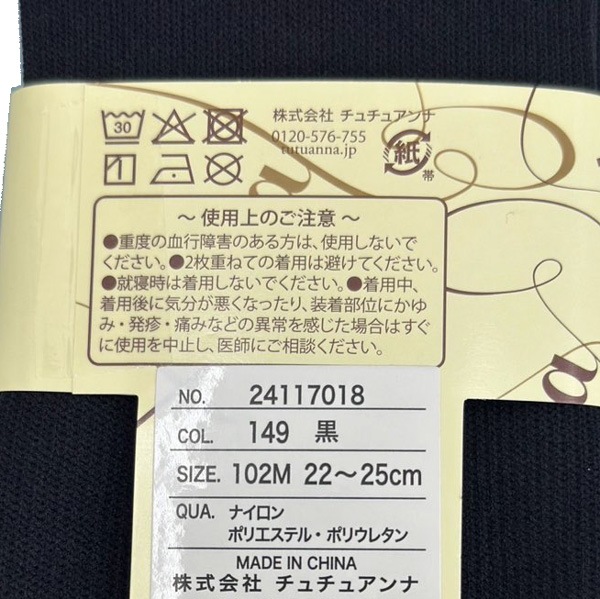 株式会社 チュチュアンナ
0120-576-755
tutuanna.jp
紙
帯
30
～使用上のご注意～
●重度の血行障害のある方は、使用しないで
ください。●2枚重ねての着用は避けてください。
●就寝時は着用しないでください。●着用中、
着用後に気分が悪くなったり、装着部位にかゆ
み・発疹・痛みなどの異常を感じた場合はすぐ
に使用を中止し、医師にご相談ください。
NO. 24117018
COL. 149 黒
SIZE. 102M 22～25cm
QUA. ナイロン
ポリエステル・ポリウレタン
MADE IN CHINA
株式会社 チュチュアンナ